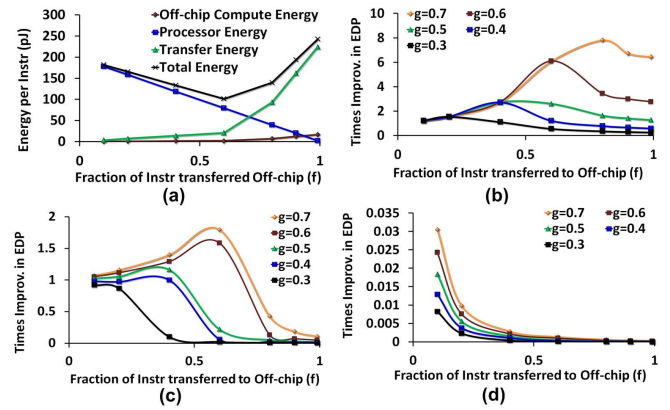 Off-chip Compute Energy
Processor Energy
Transfer Energy
Total Energy
Energy per Instr (pJ)
300
250
200
150
100
50
0
0
0.5
1
Fraction of Instr transferred Off-chip (f)
(a)
g=0.7
g=0.6
g=0.5
g=0.4
g=0.3
Times Improv. in EDP
10
8
6
4
2
0
0
0.5
1
Fraction of Instr transferred to Off-chip (f)
(b)
g=0.7
g=0.6
g=0.5
g=0.4
g=0.3
Times Improv. in EDP
2
1.5
1
0.5
0
0
0.5
1
Fraction of Instr transferred to Off-chip (f)
(c)
g=0.7
g=0.6
g=0.5
g=0.4
g=0.3
Times Improv. in EDP
0.035
0.03
0.025
0.02
0.015
0.01
0.005
0
0
0.5
1
Fraction of Instr transferred to Off-chip (f)
(d)